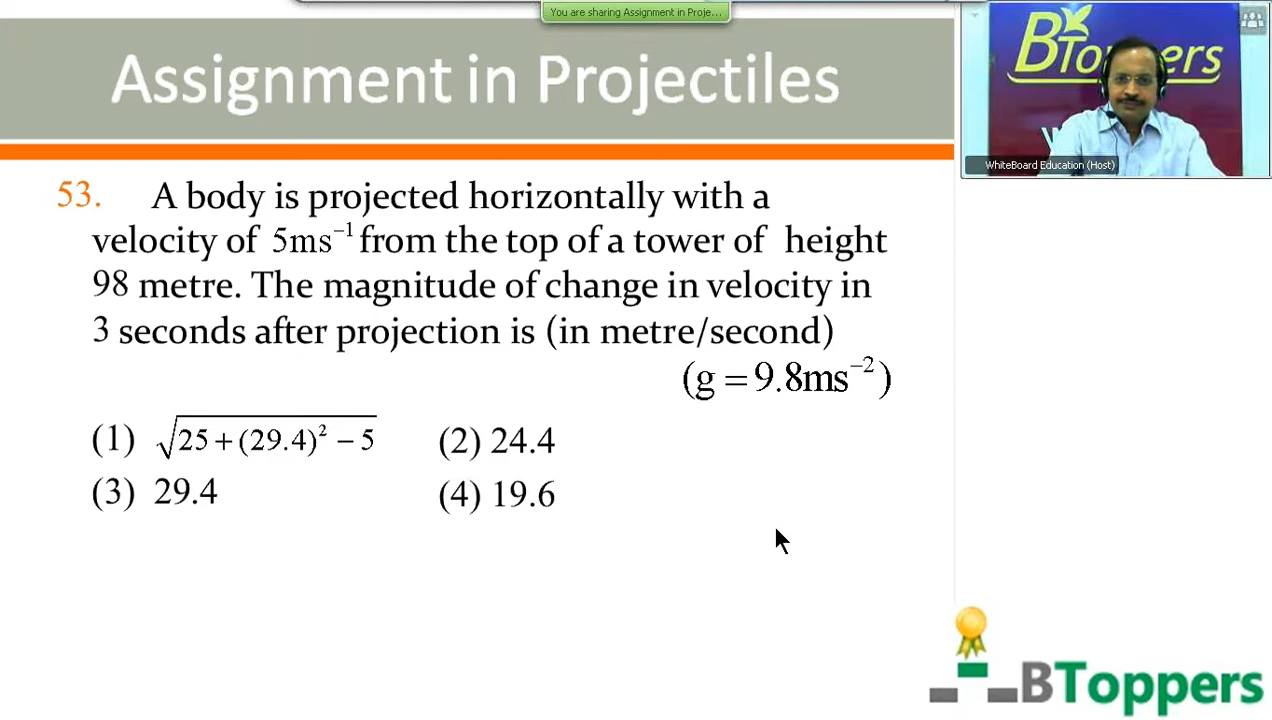 You are sharing Assignment in Proje...
Assignment in Projectiles
BToppers
WhiteBoard Education (Host)
53. A body is projected horizontally with a
velocity of 5ms⁻¹ from the top of a tower of height
98 metre. The magnitude of change in velocity in
3 seconds after projection is (in metre/second)
(g = 9.8ms⁻²)
(1) √(25 + (29.4)² − 5) (2) 24.4
(3) 29.4 (4) 19.6
BToppers